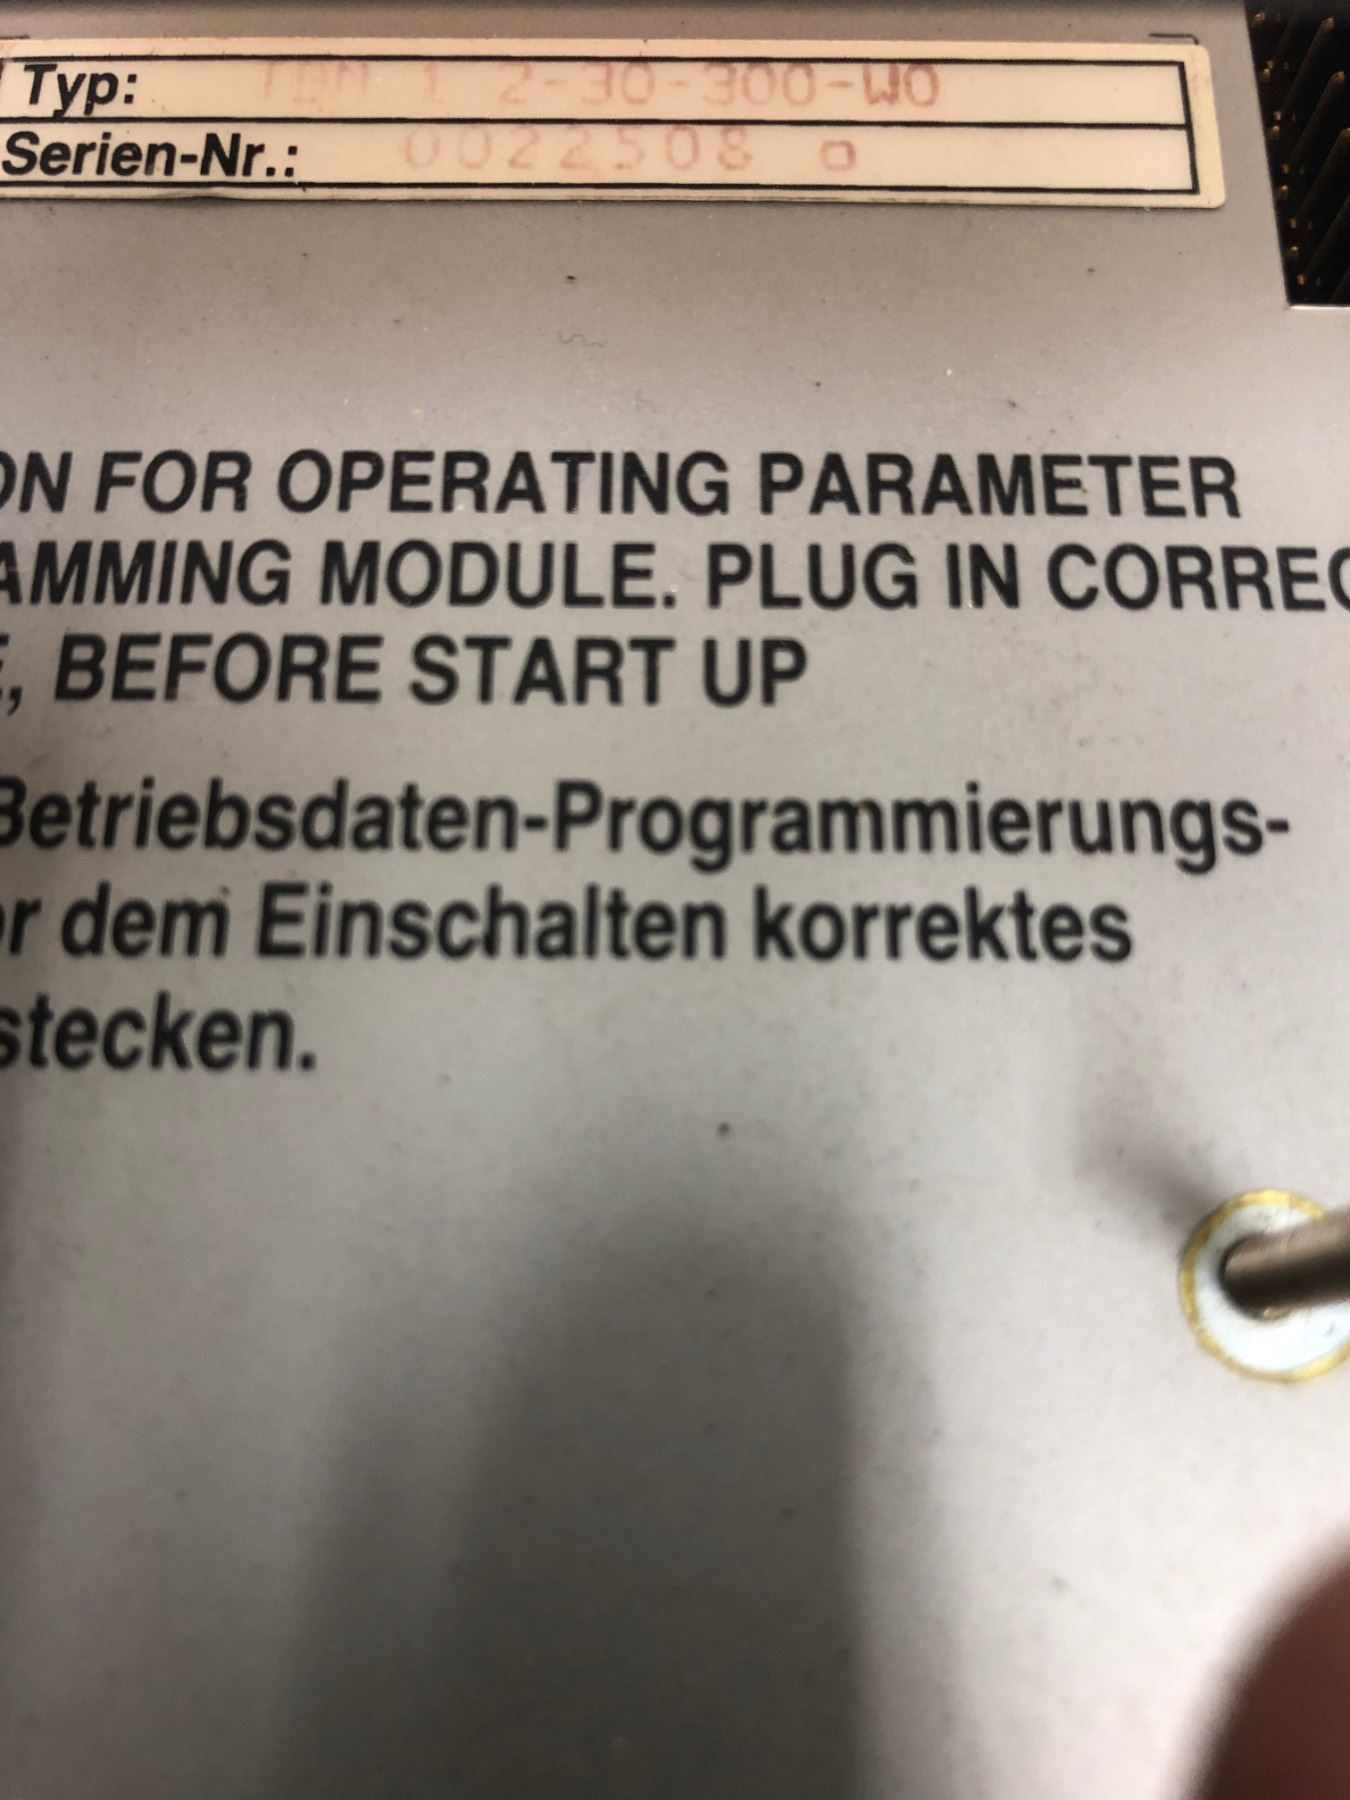 Typ: TDM 1 2-30-300-W0
Serien-Nr.: 0022508 o
ON FOR OPERATING PARAMETER
AMMING MODULE. PLUG IN CORREC
E, BEFORE START UP
Betriebsdaten-Programmierungs-
or dem Einschalten korrektes
stecken.